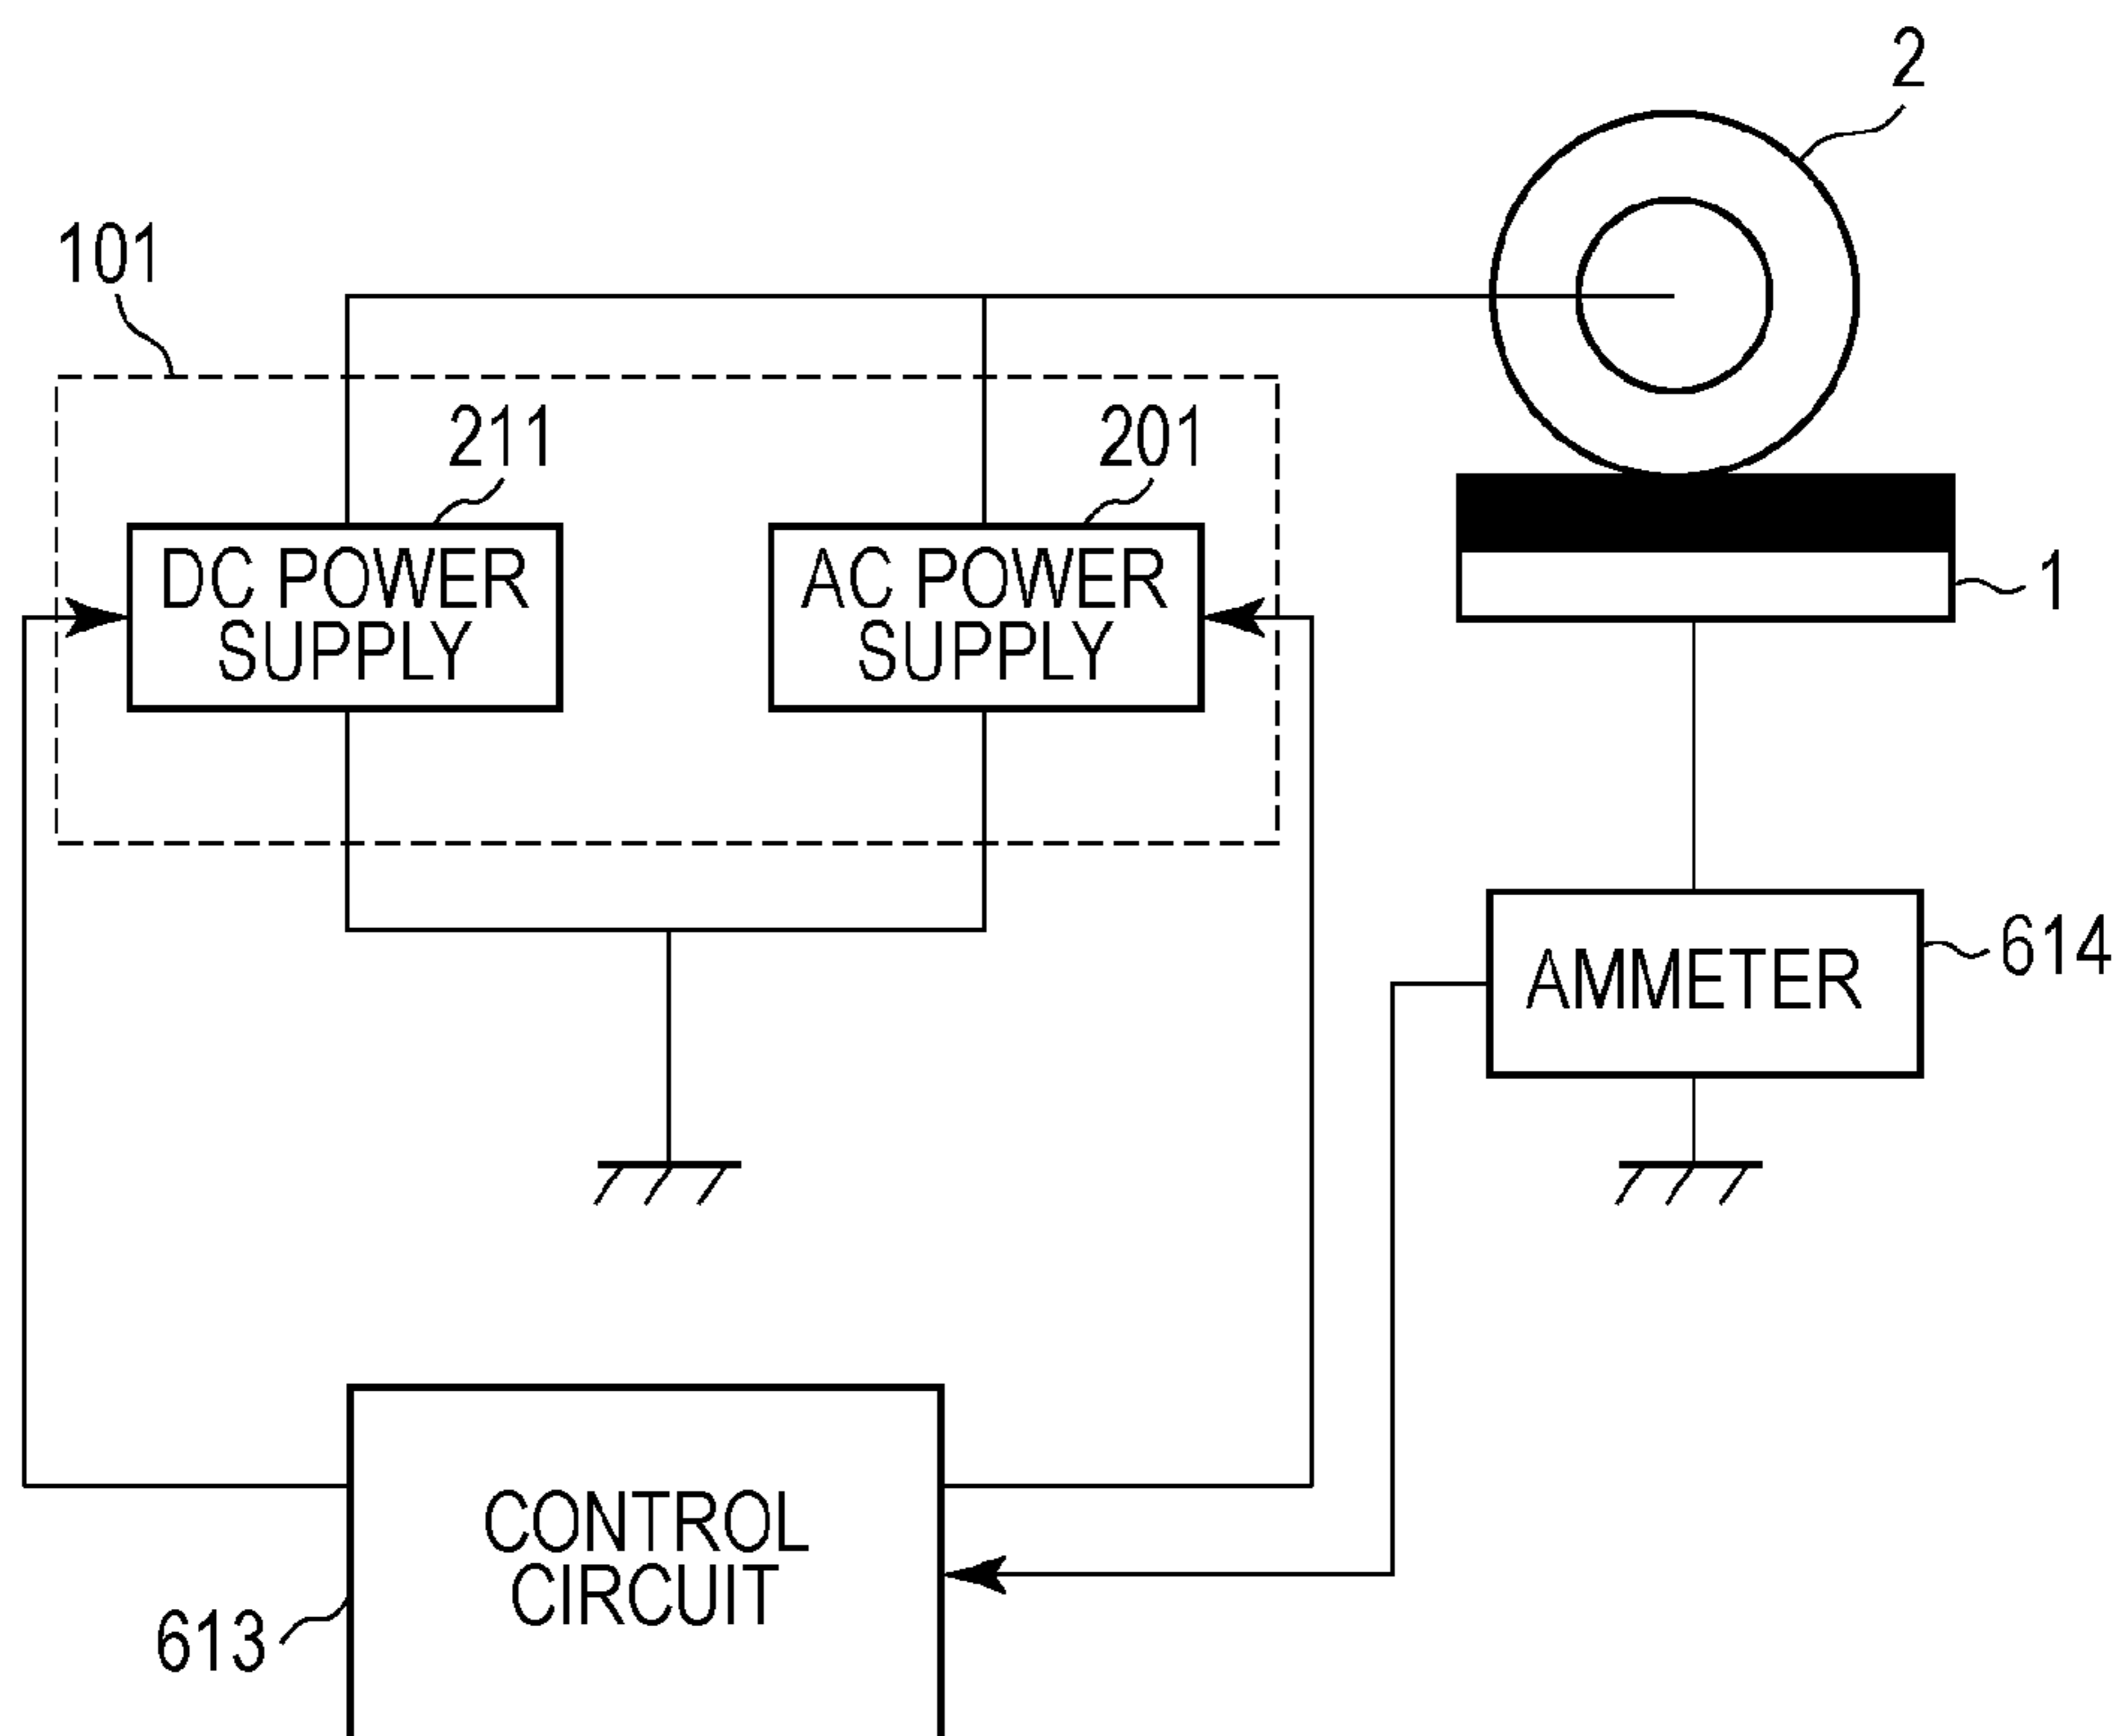 2
101
211
201
DC POWER
SUPPLY
AC POWER
SUPPLY
1
AMMETER
614
CONTROL
CIRCUIT
613